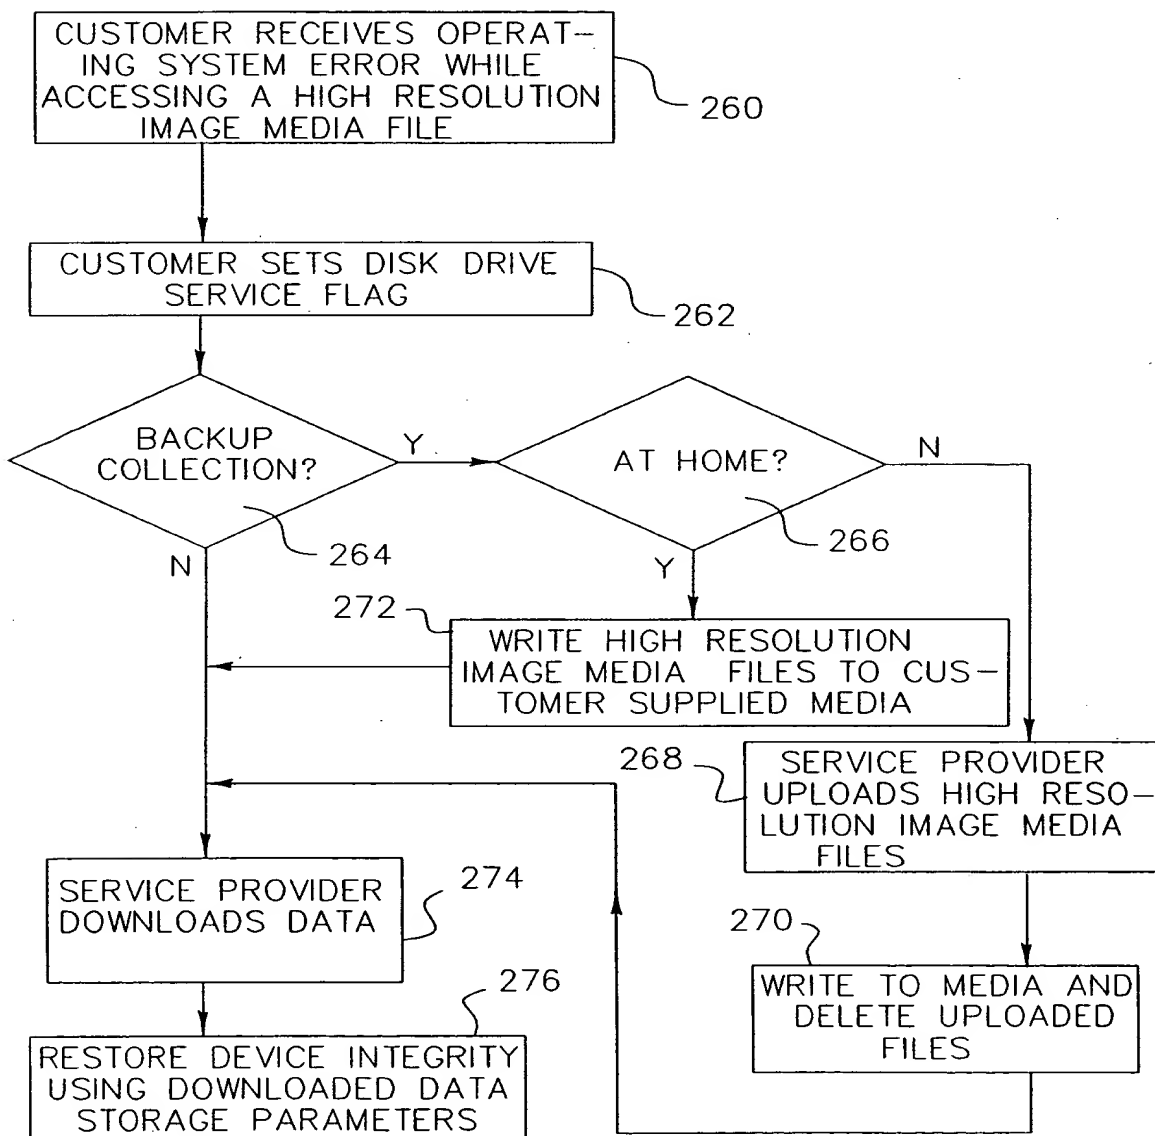 CUSTOMER RECEIVES OPERAT-
ING SYSTEM ERROR WHILE
ACCESSING A HIGH RESOLUTION
IMAGE MEDIA FILE
260
CUSTOMER SETS DISK DRIVE
SERVICE FLAG
262
BACKUP
COLLECTION?
264
Y
N
AT HOME?
266
N
Y
272
WRITE HIGH RESOLUTION
IMAGE MEDIA FILES TO CUS-
TOMER SUPPLIED MEDIA
268
SERVICE PROVIDER
UPLOADS HIGH RESO-
LUTION IMAGE MEDIA
FILES
270
WRITE TO MEDIA AND
DELETE UPLOADED
FILES
SERVICE PROVIDER
DOWNLOADS DATA
274
276
RESTORE DEVICE INTEGRITY
USING DOWNLOADED DATA
STORAGE PARAMETERS